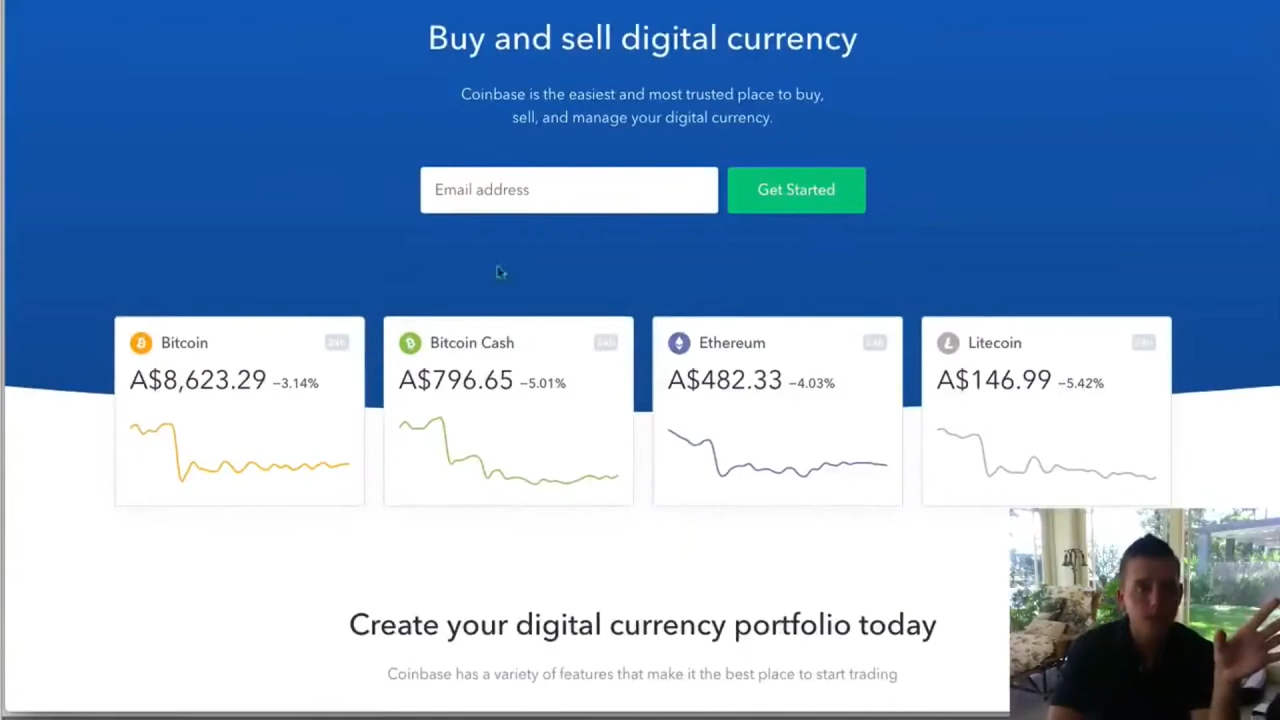 Buy and sell digital currency
Coinbase is the easiest and most trusted place to buy,
sell, and manage your digital currency.
Email address
Get Started
Bitcoin
A$8,623.29 −3.14%
Bitcoin Cash
A$796.65 −5.01%
Ethereum
A$482.33 −4.03%
Litecoin
A$146.99 −5.42%
Create your digital currency portfolio today
Coinbase has a variety of features that make it the best place to start trading